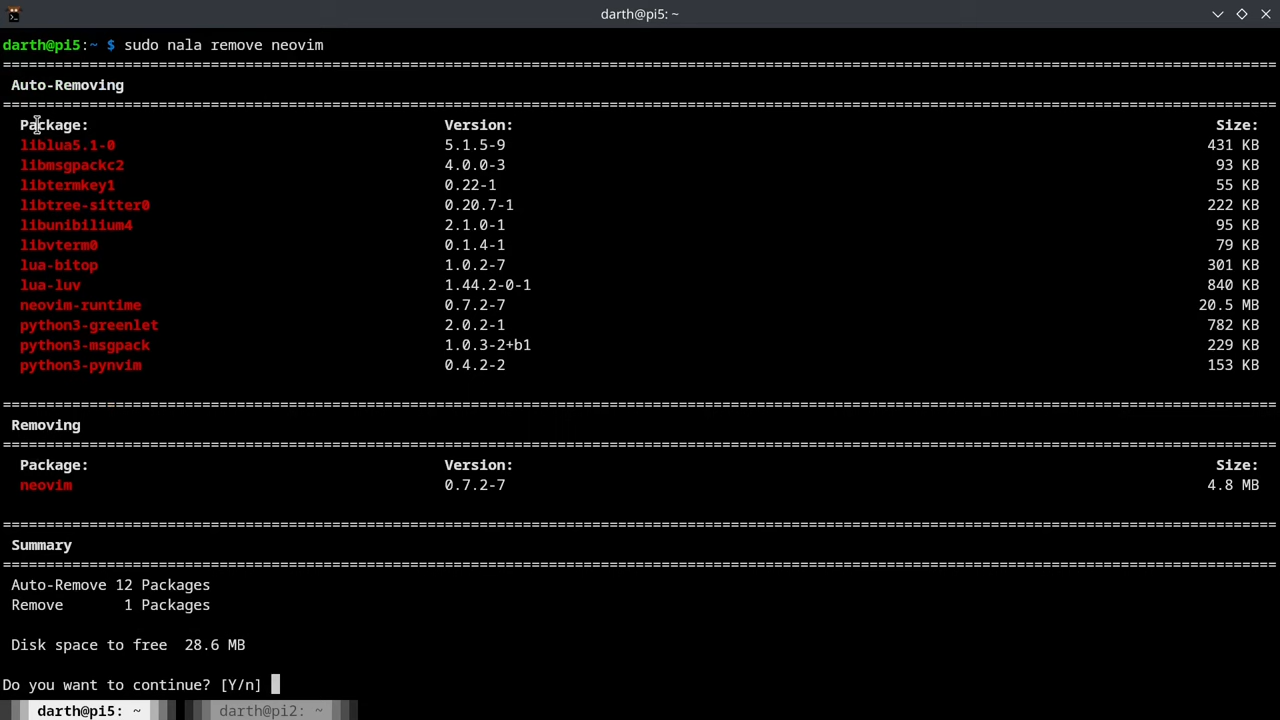 darth@pi5: ~
darth@pi5:~ $ sudo nala remove neovim
================================================================================
Auto-Removing
================================================================================
Package: Version: Size:
liblua5.1-0 5.1.5-9 431 KB
libmsgpackc2 4.0.0-3 93 KB
libtermkey1 0.22-1 55 KB
libtree-sitter0 0.20.7-1 222 KB
libunibilium4 2.1.0-1 95 KB
libvterm0 0.1.4-1 79 KB
lua-bitop 1.0.2-7 301 KB
lua-luv 1.44.2-0-1 840 KB
neovim-runtime 0.7.2-7 20.5 MB
python3-greenlet 2.0.2-1 782 KB
python3-msgpack 1.0.3-2+b1 229 KB
python3-pynvim 0.4.2-2 153 KB
================================================================================
Removing
================================================================================
Package: Version: Size:
neovim 0.7.2-7 4.8 MB
================================================================================
Summary
================================================================================
Auto-Remove 12 Packages
Remove 1 Packages
Disk space to free 28.6 MB
Do you want to continue? [Y/n]
darth@pi5: ~ darth@pi2: ~